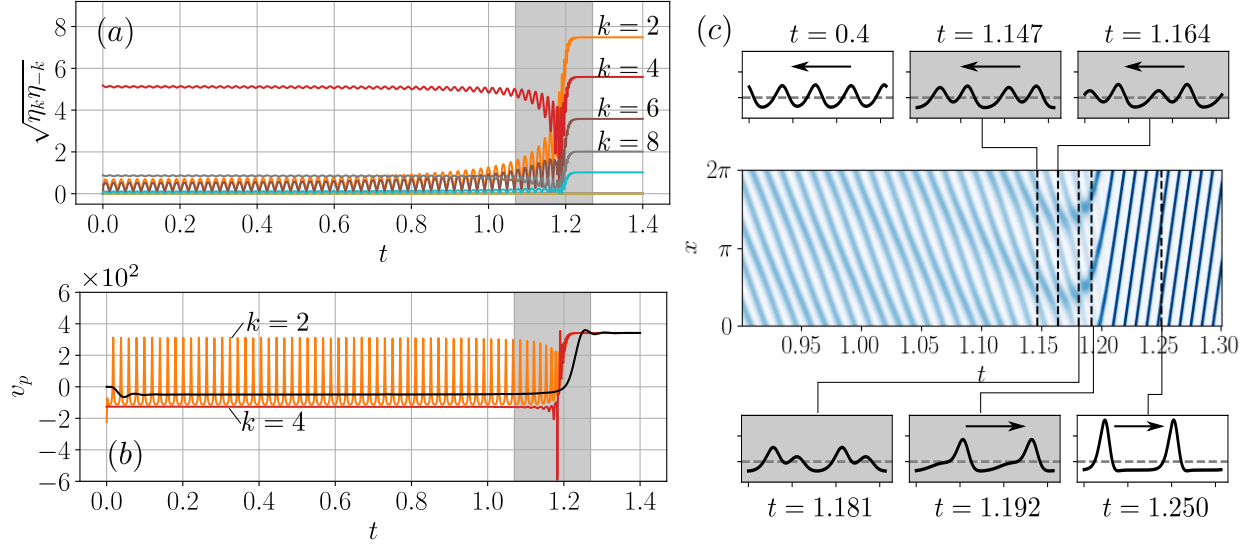 (a)
8
6
4
2
0
√η_kη_−k
k = 2
k = 4
k = 6
k = 8
0.0 0.2 0.4 0.6 0.8 1.0 1.2 1.4
t
×10²
6
4
2
0
−2
−4
−6
v_p
k = 2
k = 4
(b)
0.0 0.2 0.4 0.6 0.8 1.0 1.2 1.4
t
(c)
t = 0.4 t = 1.147 t = 1.164
2π
π
0
x
0.95 1.00 1.05 1.10 1.15 1.20 1.25 1.30
t
t = 1.181 t = 1.192 t = 1.250